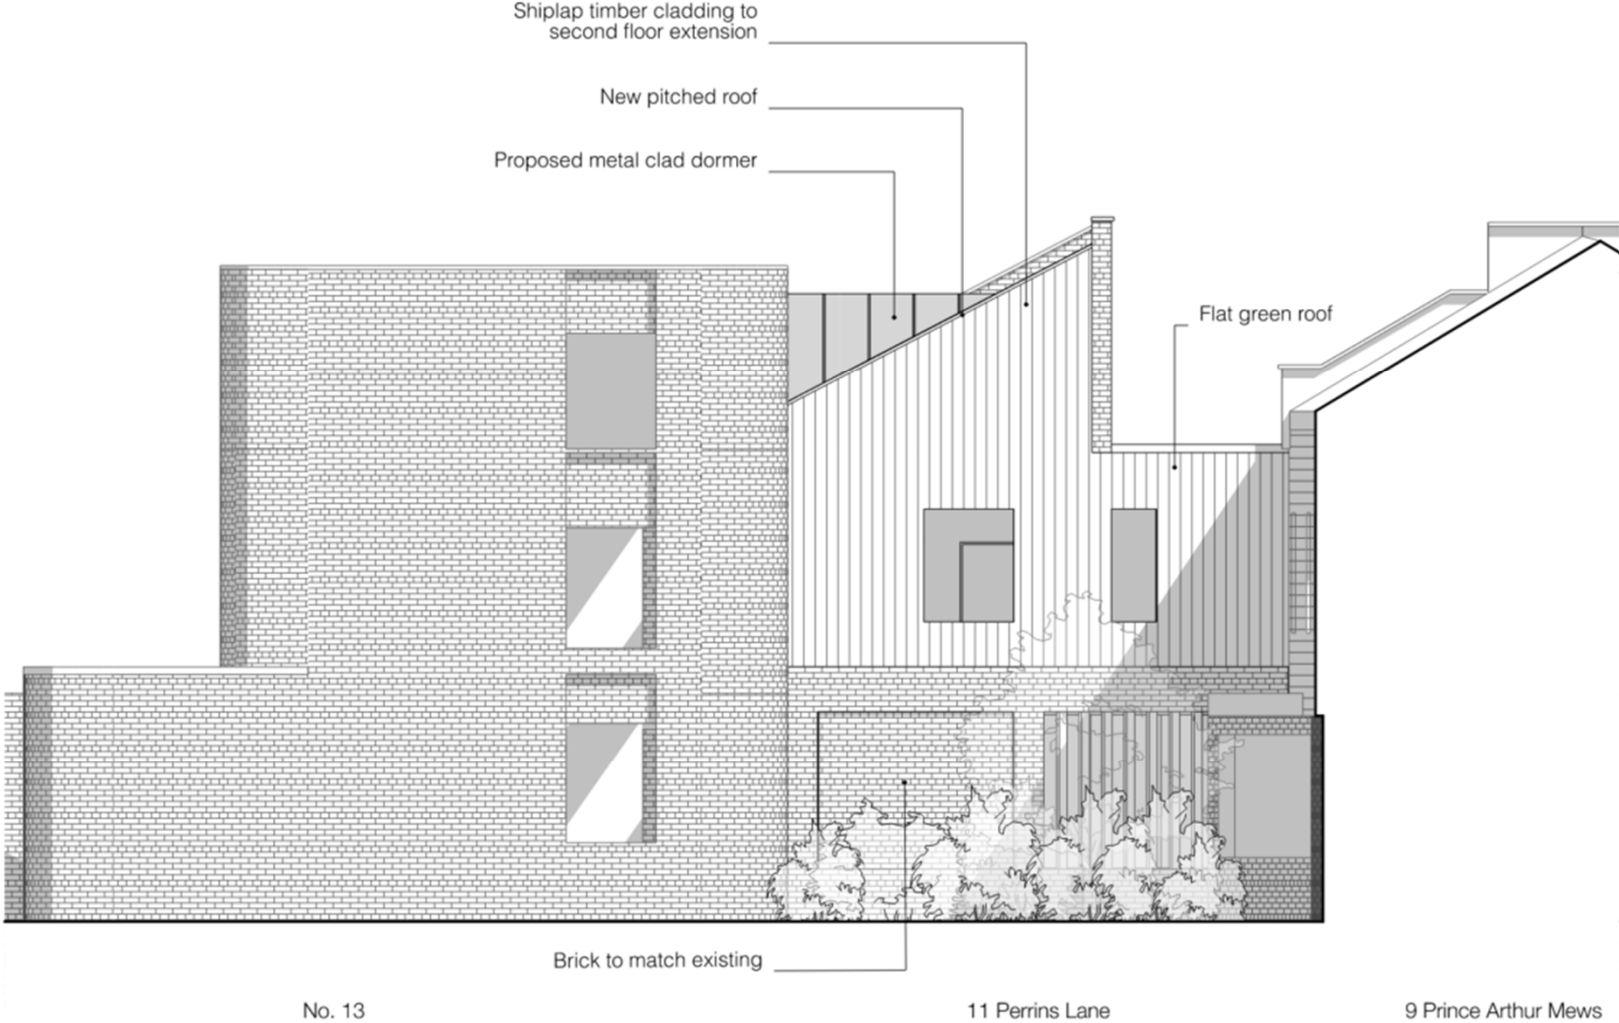 Shiplap timber cladding to
second floor extension
New pitched roof
Proposed metal clad dormer
Flat green roof
Brick to match existing
No. 13
11 Perrins Lane
9 Prince Arthur Mews